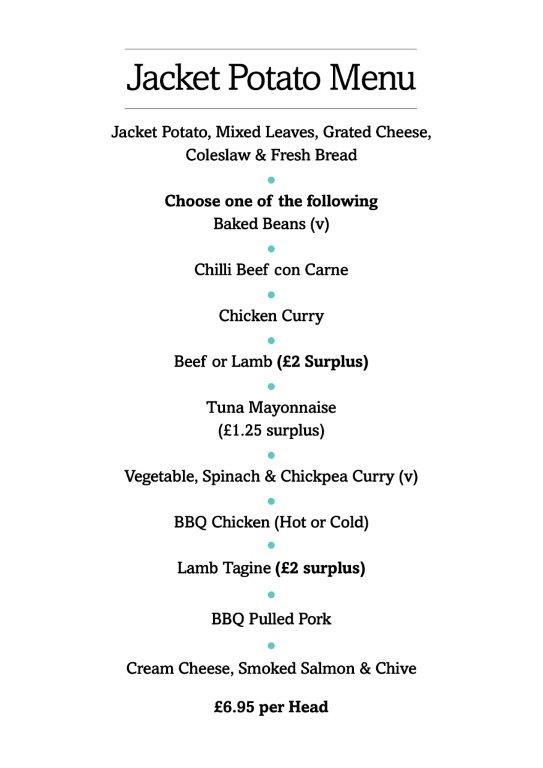 Jacket Potato Menu
Jacket Potato, Mixed Leaves, Grated Cheese,
Coleslaw & Fresh Bread
Choose one of the following
Baked Beans (v)
Chilli Beef con Carne
Chicken Curry
Beef or Lamb (£2 Surplus)
Tuna Mayonnaise
(£1.25 surplus)
Vegetable, Spinach & Chickpea Curry (v)
BBQ Chicken (Hot or Cold)
Lamb Tagine (£2 surplus)
BBQ Pulled Pork
Cream Cheese, Smoked Salmon & Chive
£6.95 per Head